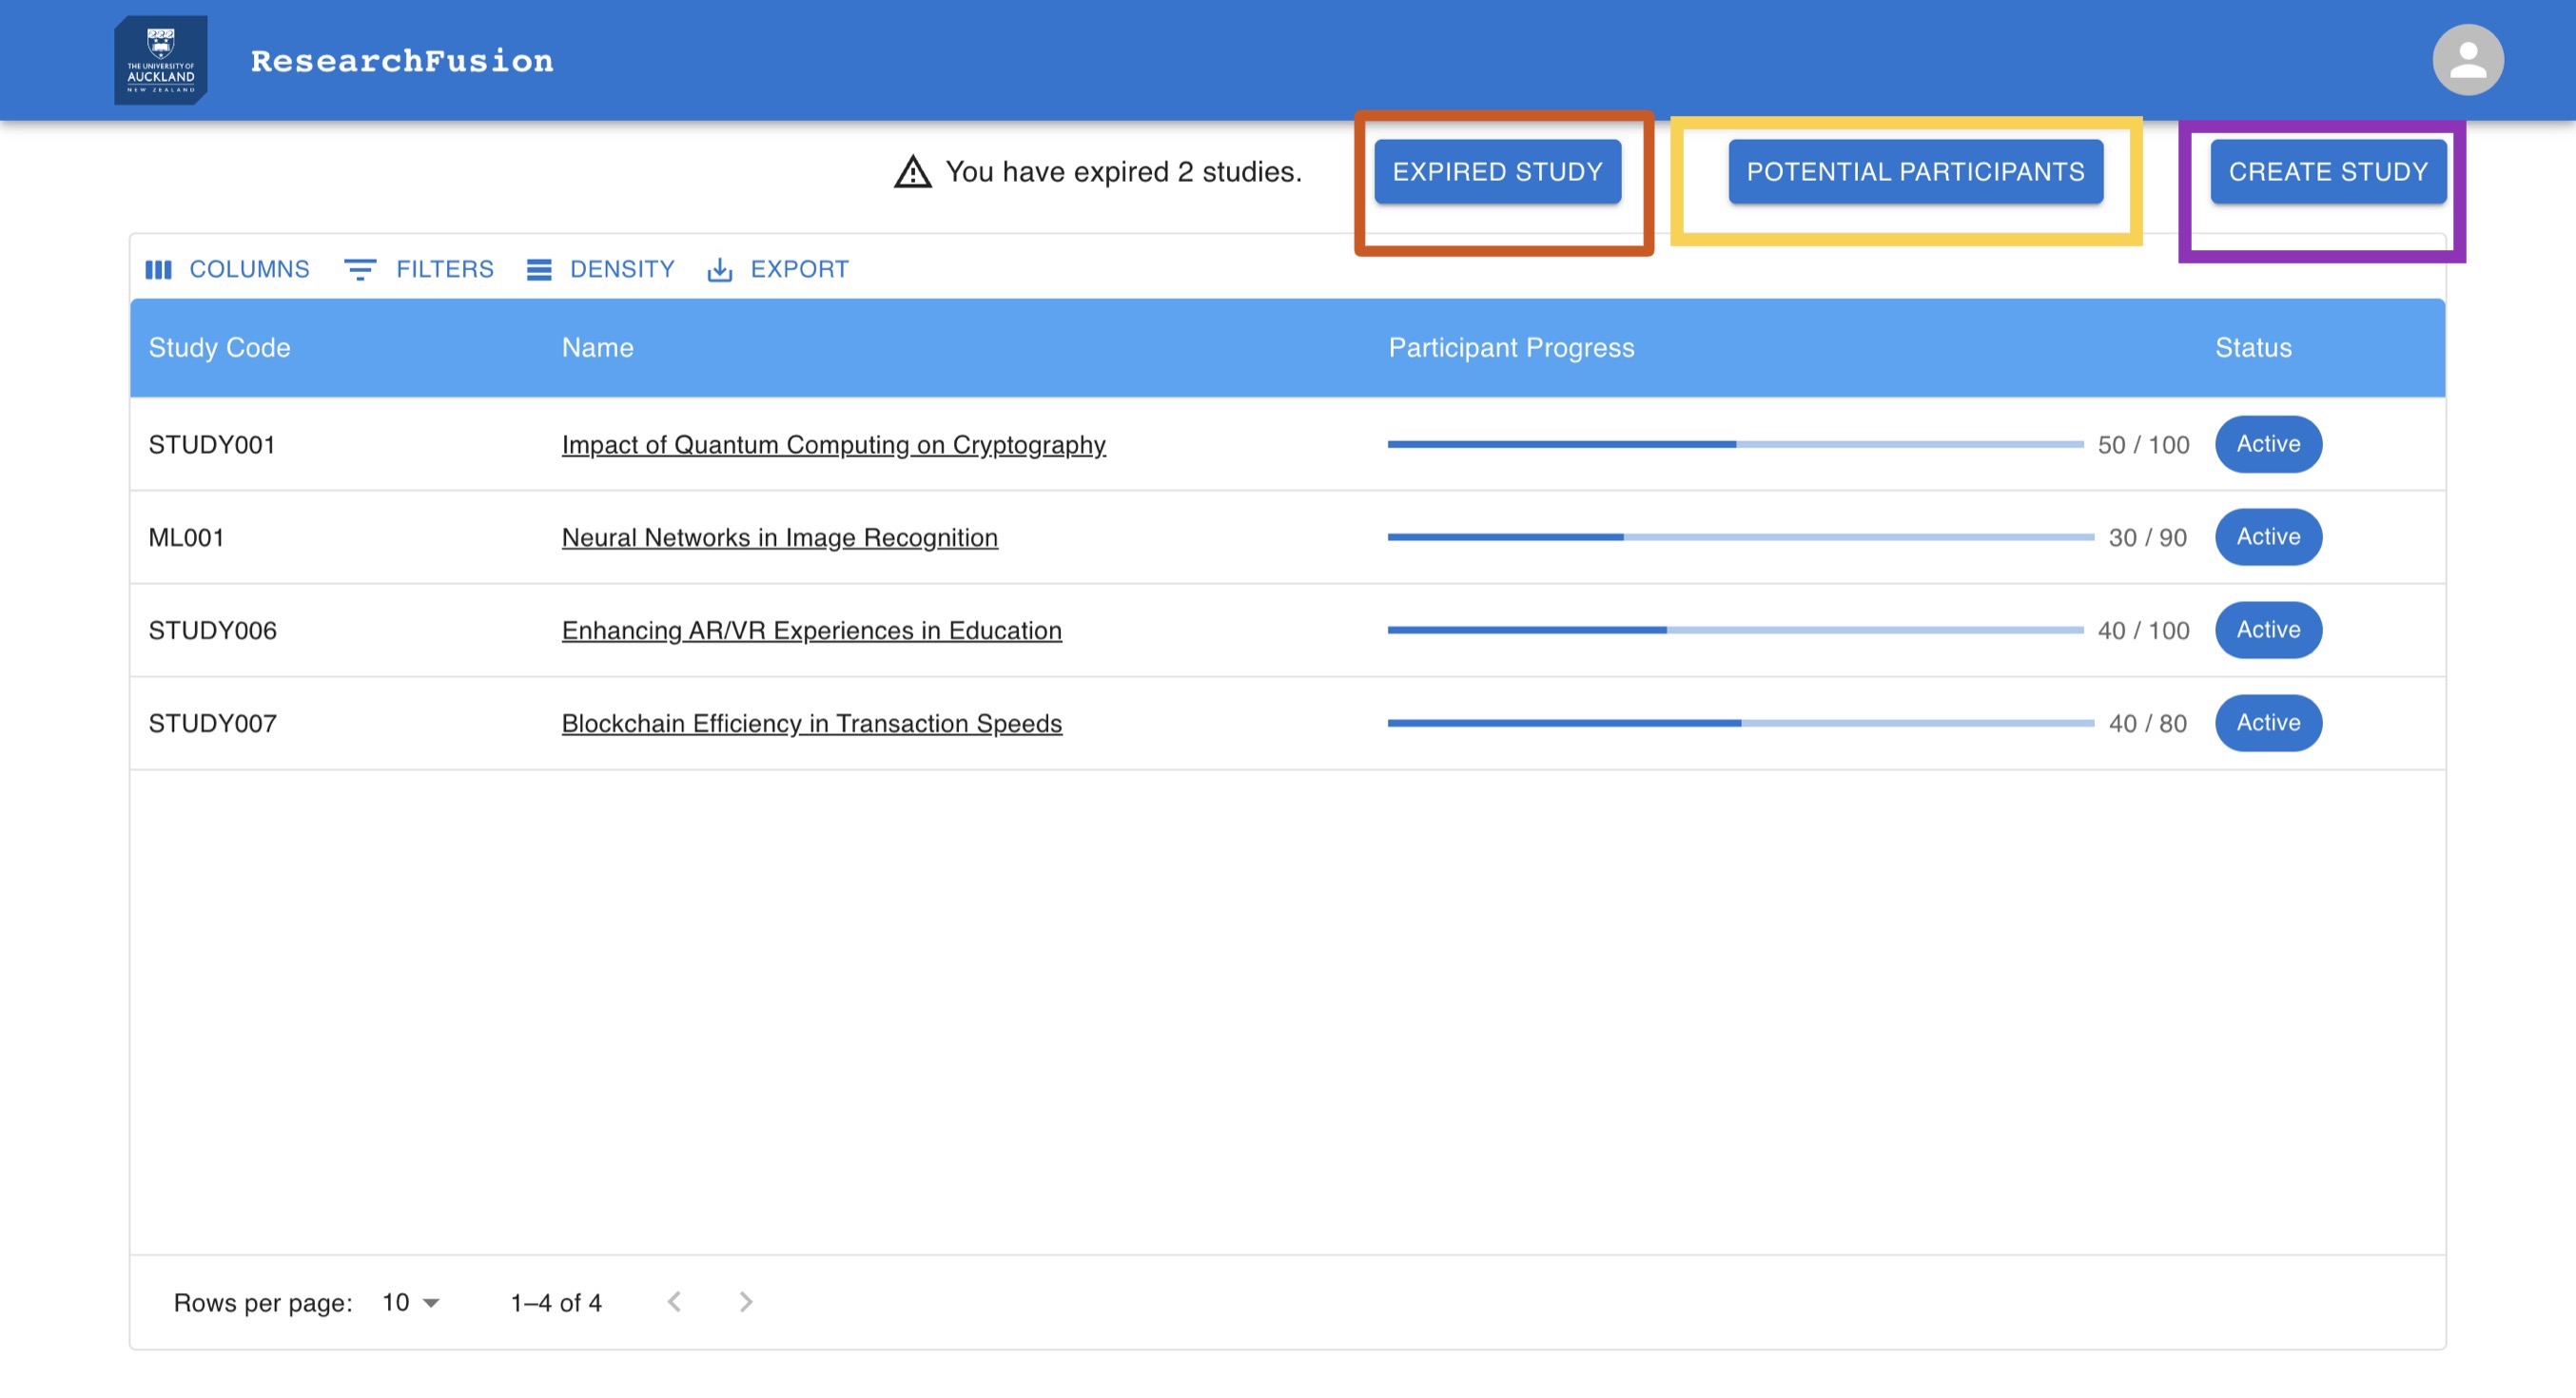 THE UNIVERSITY OF
AUCKLAND
NEW ZEALAND
ResearchFusion
You have expired 2 studies.
EXPIRED STUDY
POTENTIAL PARTICIPANTS
CREATE STUDY
COLUMNS FILTERS DENSITY EXPORT
Study Code Name Participant Progress Status
STUDY001 Impact of Quantum Computing on Cryptography 50 / 100 Active
ML001 Neural Networks in Image Recognition 30 / 90 Active
STUDY006 Enhancing AR/VR Experiences in Education 40 / 100 Active
STUDY007 Blockchain Efficiency in Transaction Speeds 40 / 80 Active
Rows per page: 10 1–4 of 4